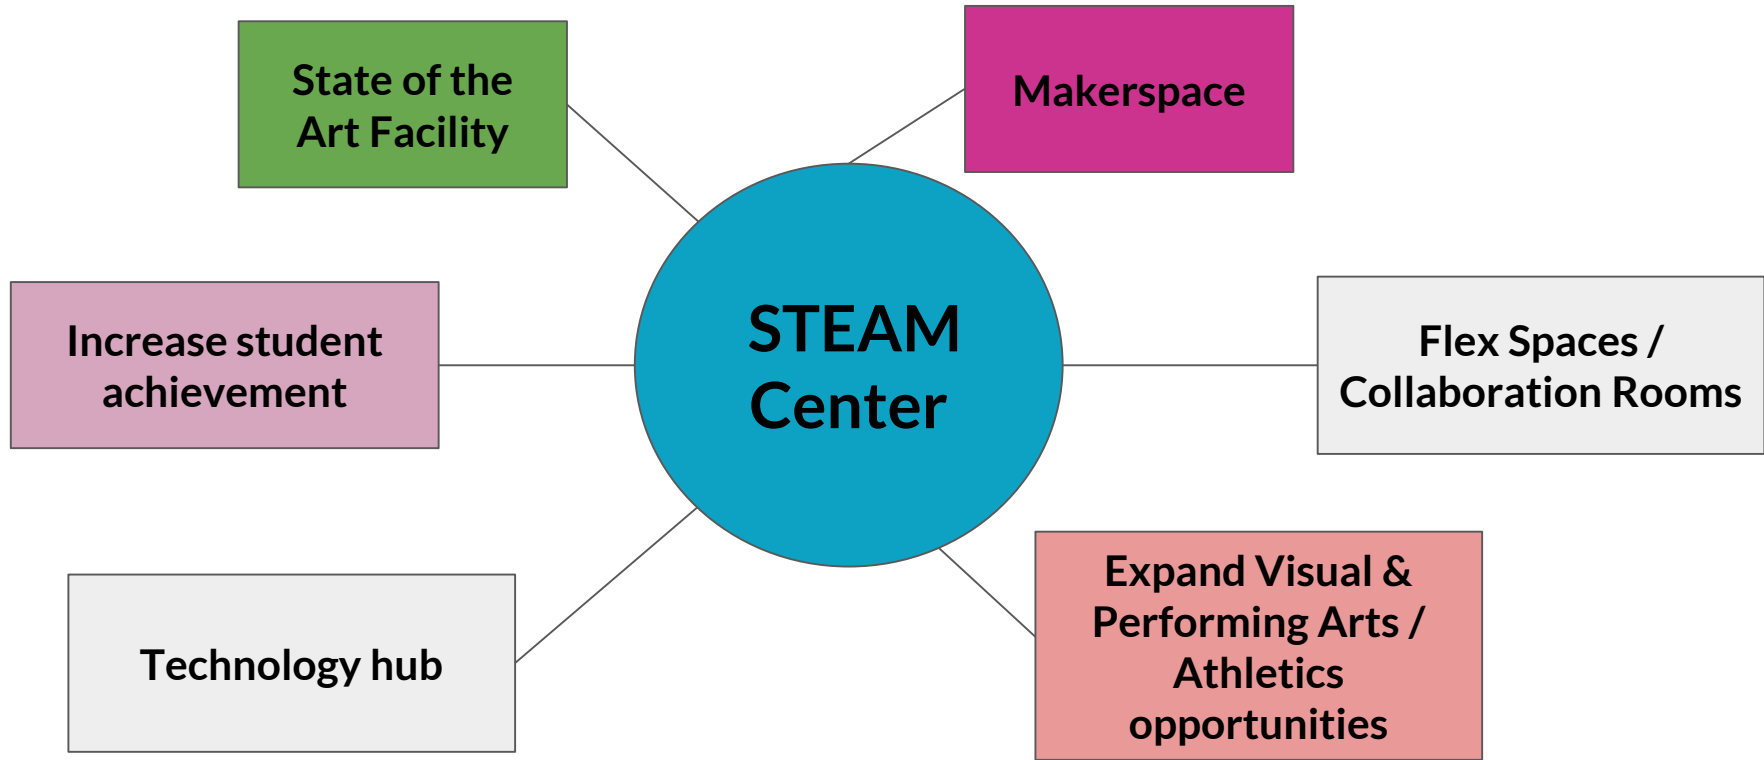 State of the
Art Facility
Makerspace
STEAM
Center
Increase student
achievement
Flex Spaces /
Collaboration Rooms
Technology hub
Expand Visual &
Performing Arts /
Athletics
opportunities